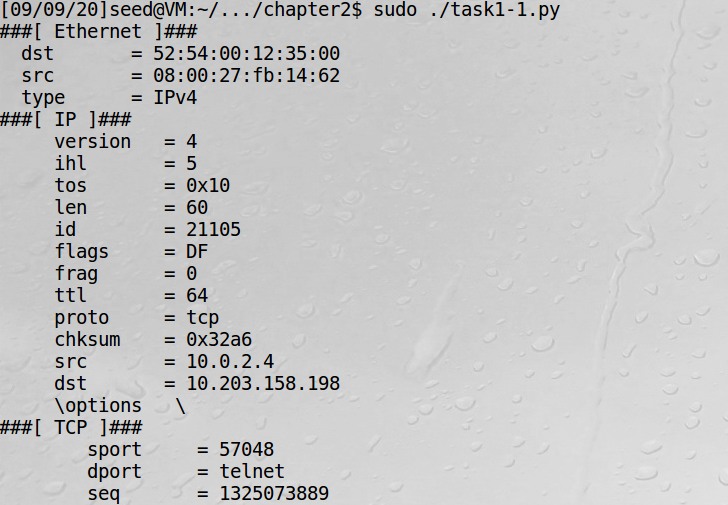 [09/09/20]seed@VM:~/.../chapter2$ sudo ./task1-1.py
###[ Ethernet ]###
  dst       = 52:54:00:12:35:00
  src       = 08:00:27:fb:14:62
  type      = IPv4
###[ IP ]###
     version   = 4
     ihl       = 5
     tos       = 0x10
     len       = 60
     id        = 21105
     flags     = DF
     frag      = 0
     ttl       = 64
     proto     = tcp
     chksum    = 0x32a6
     src       = 10.0.2.4
     dst       = 10.203.158.198
     \options   \
###[ TCP ]###
        sport     = 57048
        dport     = telnet
        seq       = 1325073889